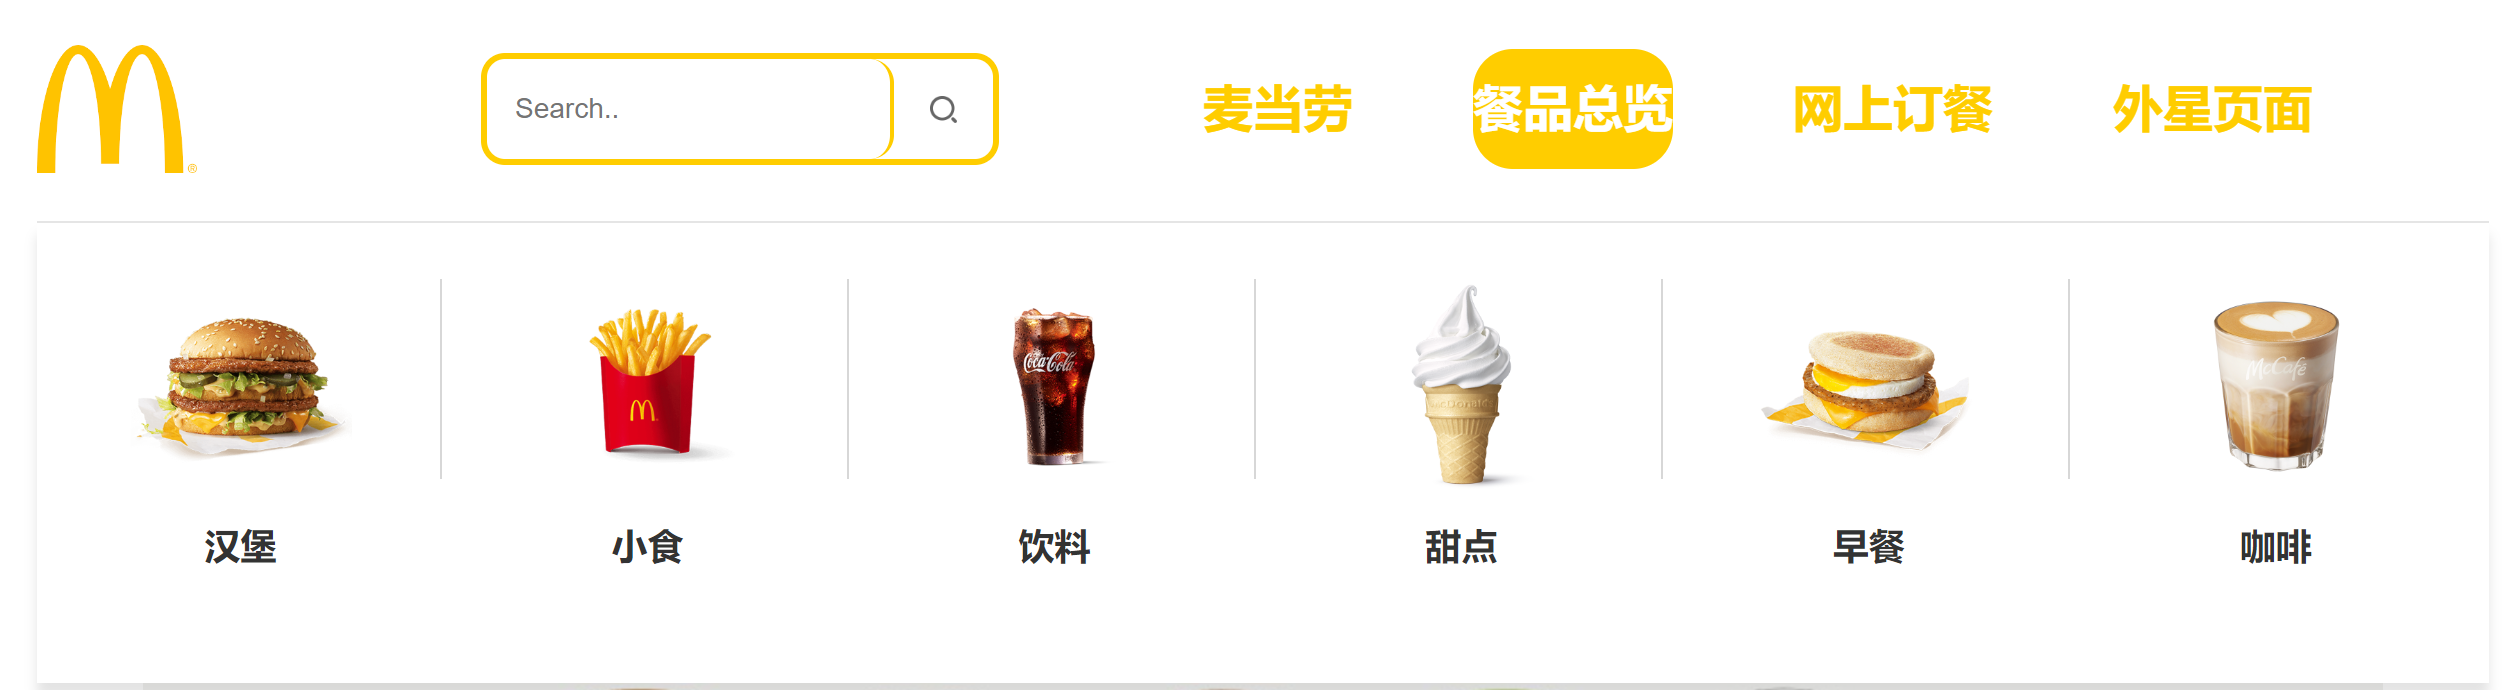 Search..
麦当劳
餐品总览
网上订餐
外星页面
Coca-Cola
McDonald's
McCafé
汉堡
小食
饮料
甜点
早餐
咖啡